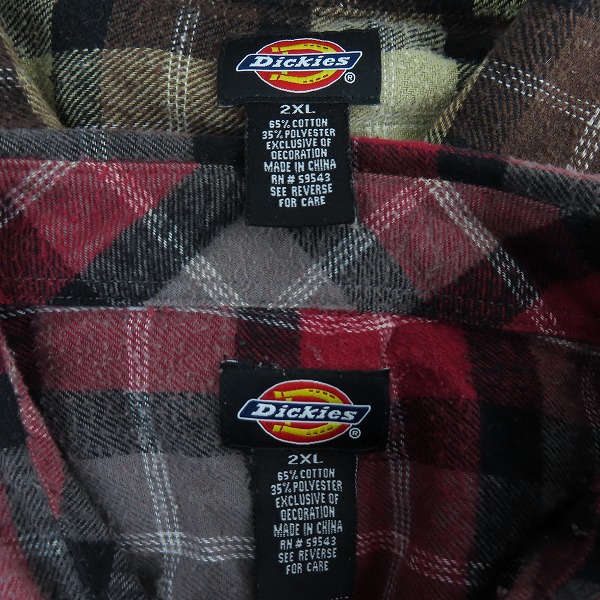 Dickies
®
2XL
65% COTTON
35% POLYESTER
EXCLUSIVE OF
DECORATION
MADE IN CHINA
RN # 59543
SEE REVERSE
FOR CARE
Dickies
®
2XL
65% COTTON
35% POLYESTER
EXCLUSIVE OF
DECORATION
MADE IN CHINA
RN # 59543
SEE REVERSE
FOR CARE